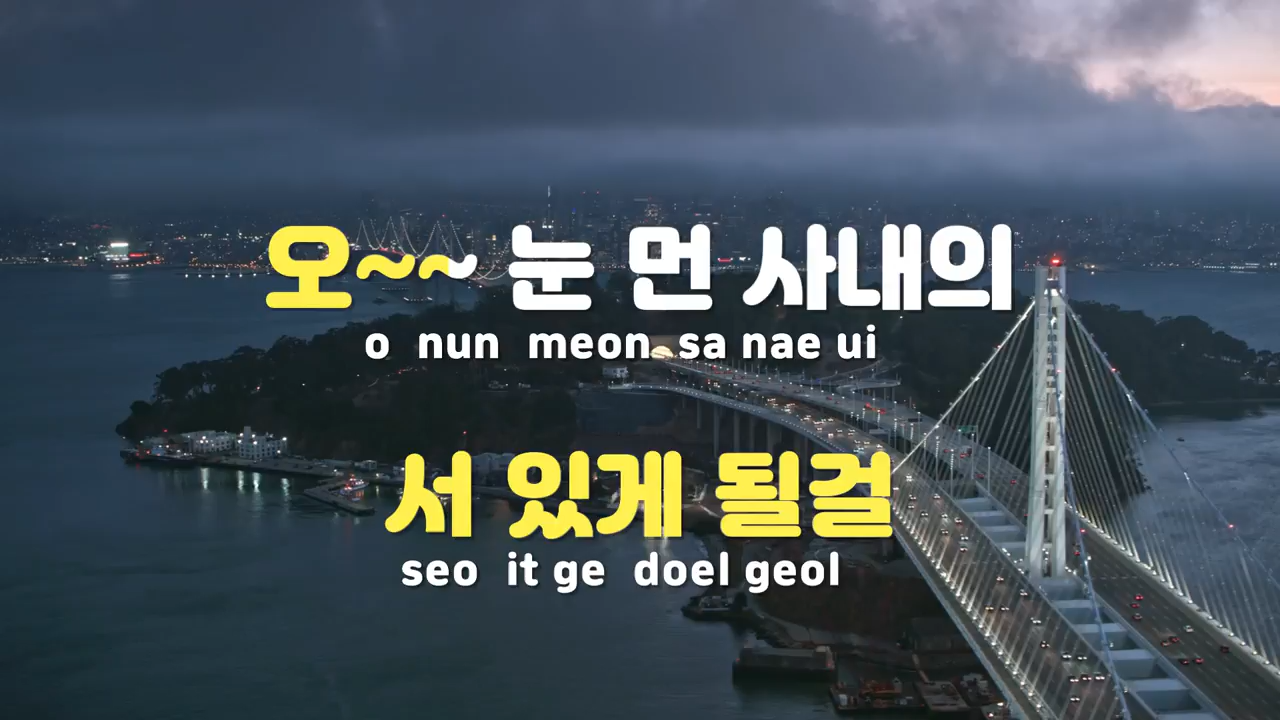 오~~ 눈 먼 사내의
o nun meon sa nae ui
서 있게 될걸
seo it ge doel geol